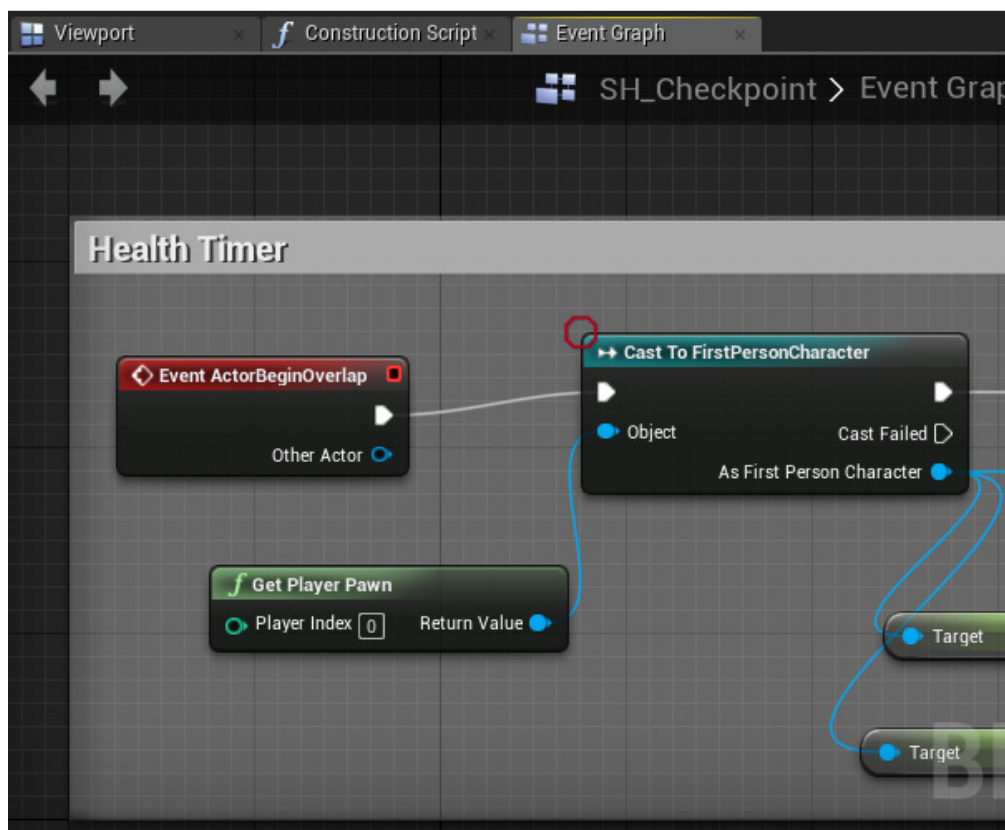 Viewport
Construction Script
Event Graph
SH_Checkpoint > Event Grap
Health Timer
Event ActorBeginOverlap
Other Actor
Cast To FirstPersonCharacter
Object
Cast Failed
As First Person Character
Get Player Pawn
Player Index 0 Return Value
Target
Target